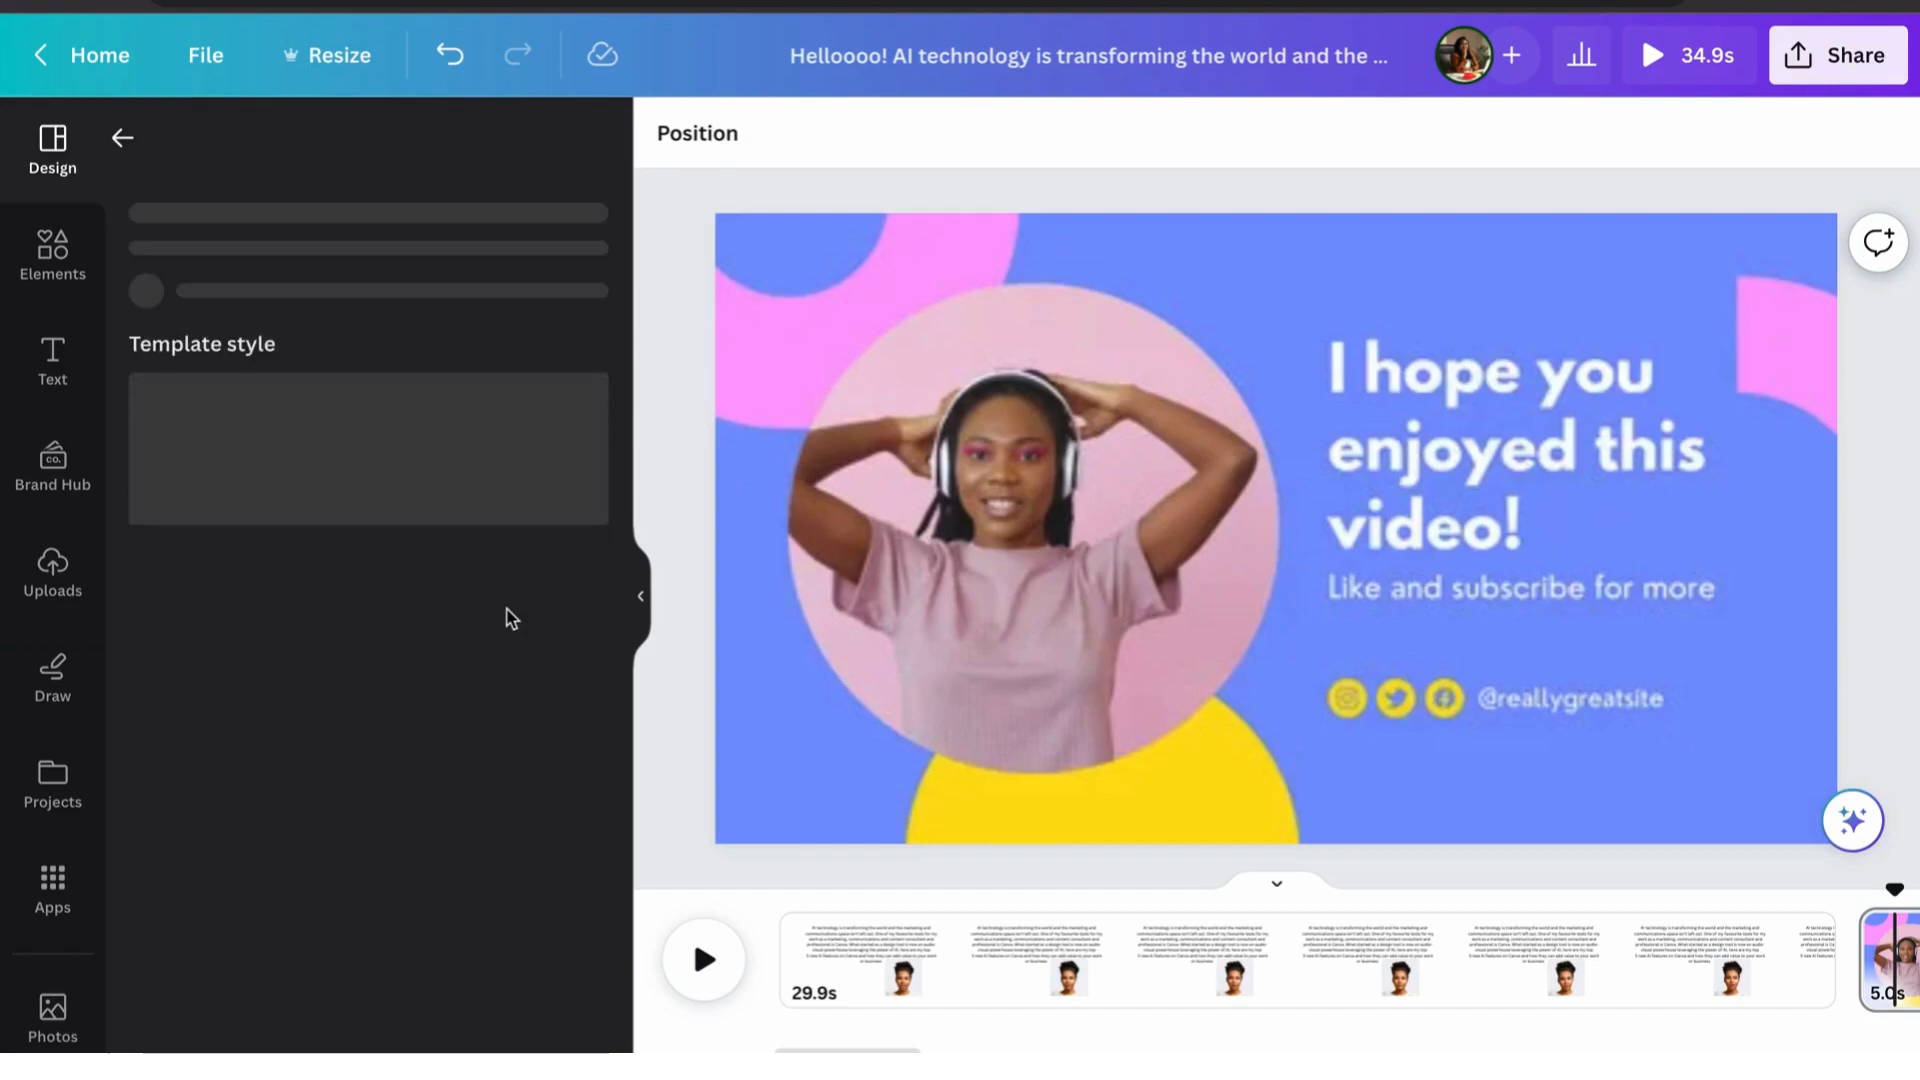 Home
File
Resize
Helloooo! AI technology is transforming the world and the ...
34.9s
Share
Design
Elements
Text
CO.
Brand Hub
Uploads
Draw
Projects
Apps
Photos
Template style
Position
I hope you
enjoyed this
video!
Like and subscribe for more
@reallygreatsite
29.9s
5.0s